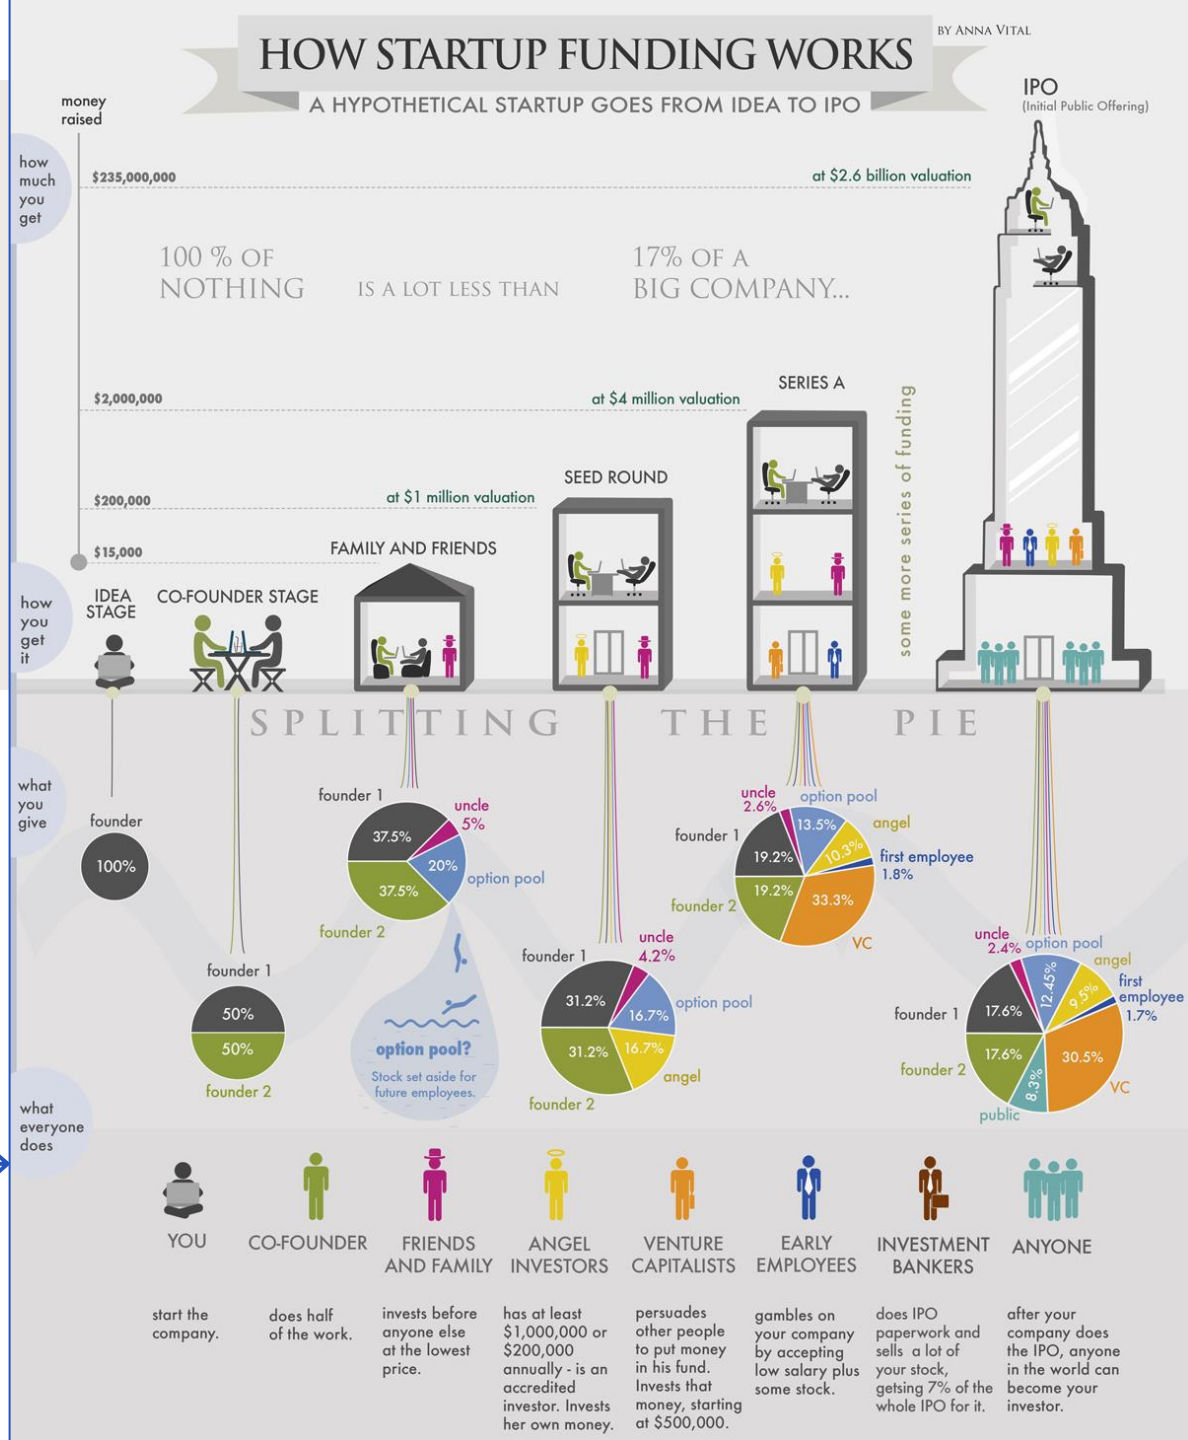 HOW STARTUP FUNDING WORKS
BY ANNA VITAL
A HYPOTHETICAL STARTUP GOES FROM IDEA TO IPO
IPO
(Initial Public Offering)
money
raised
how
much
you
get
$235,000,000
at $2.6 billion valuation
100 % OF
NOTHING
IS A LOT LESS THAN
17% OF A
BIG COMPANY...
$2,000,000
at $4 million valuation
SERIES A
some more series of funding
SEED ROUND
$200,000
at $1 million valuation
FAMILY AND FRIENDS
$15,000
how
you
get
it
IDEA
STAGE
CO-FOUNDER STAGE
SPLITTING THE PIE
what
you
give
founder
100%
founder 1
50%
50%
founder 2
founder 1
uncle
5%
37.5%
20%
option pool
37.5%
founder 2
option pool?
Stock set aside for
future employees.
founder 1
uncle
4.2%
31.2%
option pool
16.7%
31.2%
16.7%
angel
founder 2
uncle
2.6%
option pool
13.5%
angel
founder 1
10.3%
19.2%
first employee
1.8%
19.2%
33.3%
founder 2
VC
uncle
2.4%
option pool
12.45%
angel
9.5%
first
employee
1.7%
founder 1
17.6%
17.6%
30.5%
founder 2
8.3%
VC
public
what
everyone
does
YOU
start the
company.
CO-FOUNDER
does half
of the work.
FRIENDS
AND FAMILY
invests before
anyone else
at the lowest
price.
ANGEL
INVESTORS
has at least
$1,000,000 or
$200,000
annually - is an
accredited
investor. Invests
her own money.
VENTURE
CAPITALISTS
persuades
other people
to put money
in his fund.
Invests that
money, starting
at $500,000.
EARLY
EMPLOYEES
gambles on
your company
by accepting
low salary plus
some stock.
INVESTMENT
BANKERS
does IPO
paperwork and
sells a lot of
your stock,
getsing 7% of the
whole IPO for it.
ANYONE
after your
company does
the IPO, anyone
in the world can
become your
investor.